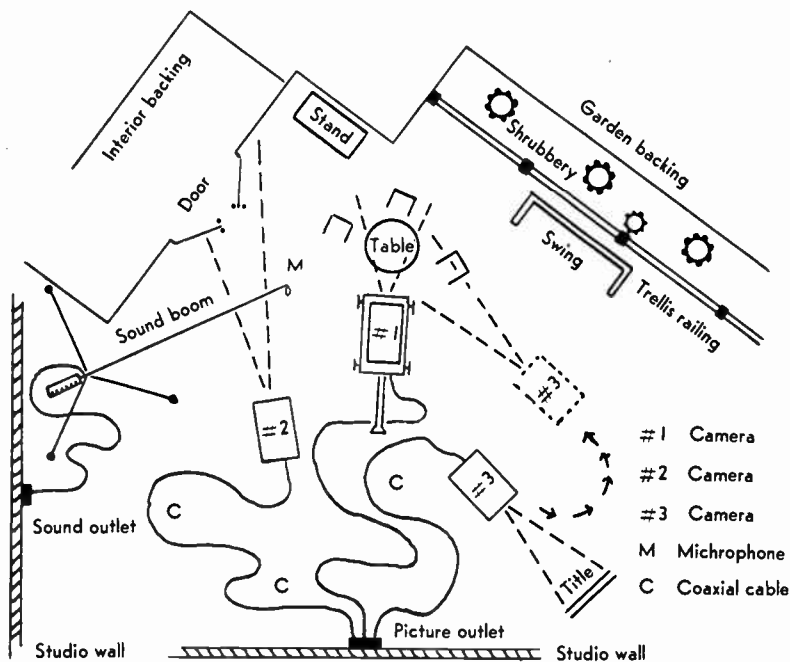 Interior backing
Stand
Garden backing
Shrubbery
Door
Table
Swing
M
Sound boom
Trellis railing
#1
#3
#2
#1 Camera
#2 Camera
#3 Camera
M Michrophone
C Coaxial cable
C
#3
C
Sound outlet
C
Title
Picture outlet
Studio wall
Studio wall